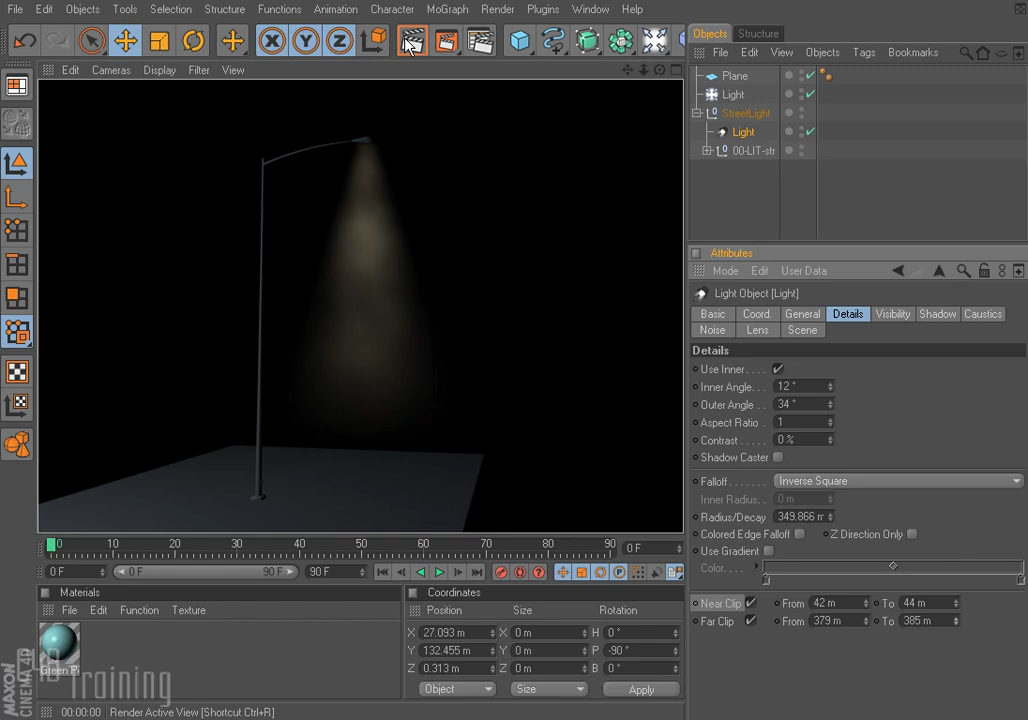 File Edit Objects Tools Selection Structure Functions Animation Character MoGraph Render Plugins Window Help
Objects Structure
File Edit View Objects Tags Bookmarks
Edit Cameras Display Filter View
Plane
Light
StreetLight
Light
00-LIT-str
Attributes
Mode Edit User Data
Light Object [Light]
Basic Coord. General Details Visibility Shadow Caustics
Noise Lens Scene
Details
Use Inner . . . .
Inner Angle. . . 12 °
Outer Angle . . 34 °
Aspect Ratio . 1
Contrast. . . . . 0 %
Shadow Caster
Falloff. . . . . . . Inverse Square
Inner Radius. . 0 m
Radius/Decay 349.866 m
Colored Edge Falloff Z Direction Only
Use Gradient
Color. . .
Near Clip From 42 m To 44 m
Far Clip From 379 m To 385 m
0 10 20 30 40 50 60 70 80 90 0 F
0 F 0 F 90 F 90 F
Materials
File Edit Function Texture
Coordinates
Position Size Rotation
X 27.093 m X 0 m H 0 °
Y 132.455 m Y 0 m P -90 °
Z 0.313 m Z 0 m B 0 °
Object Size Apply
MAXON
CINEMA 4D
Training
00:00:00 Render Active View [Shortcut Ctrl+R]